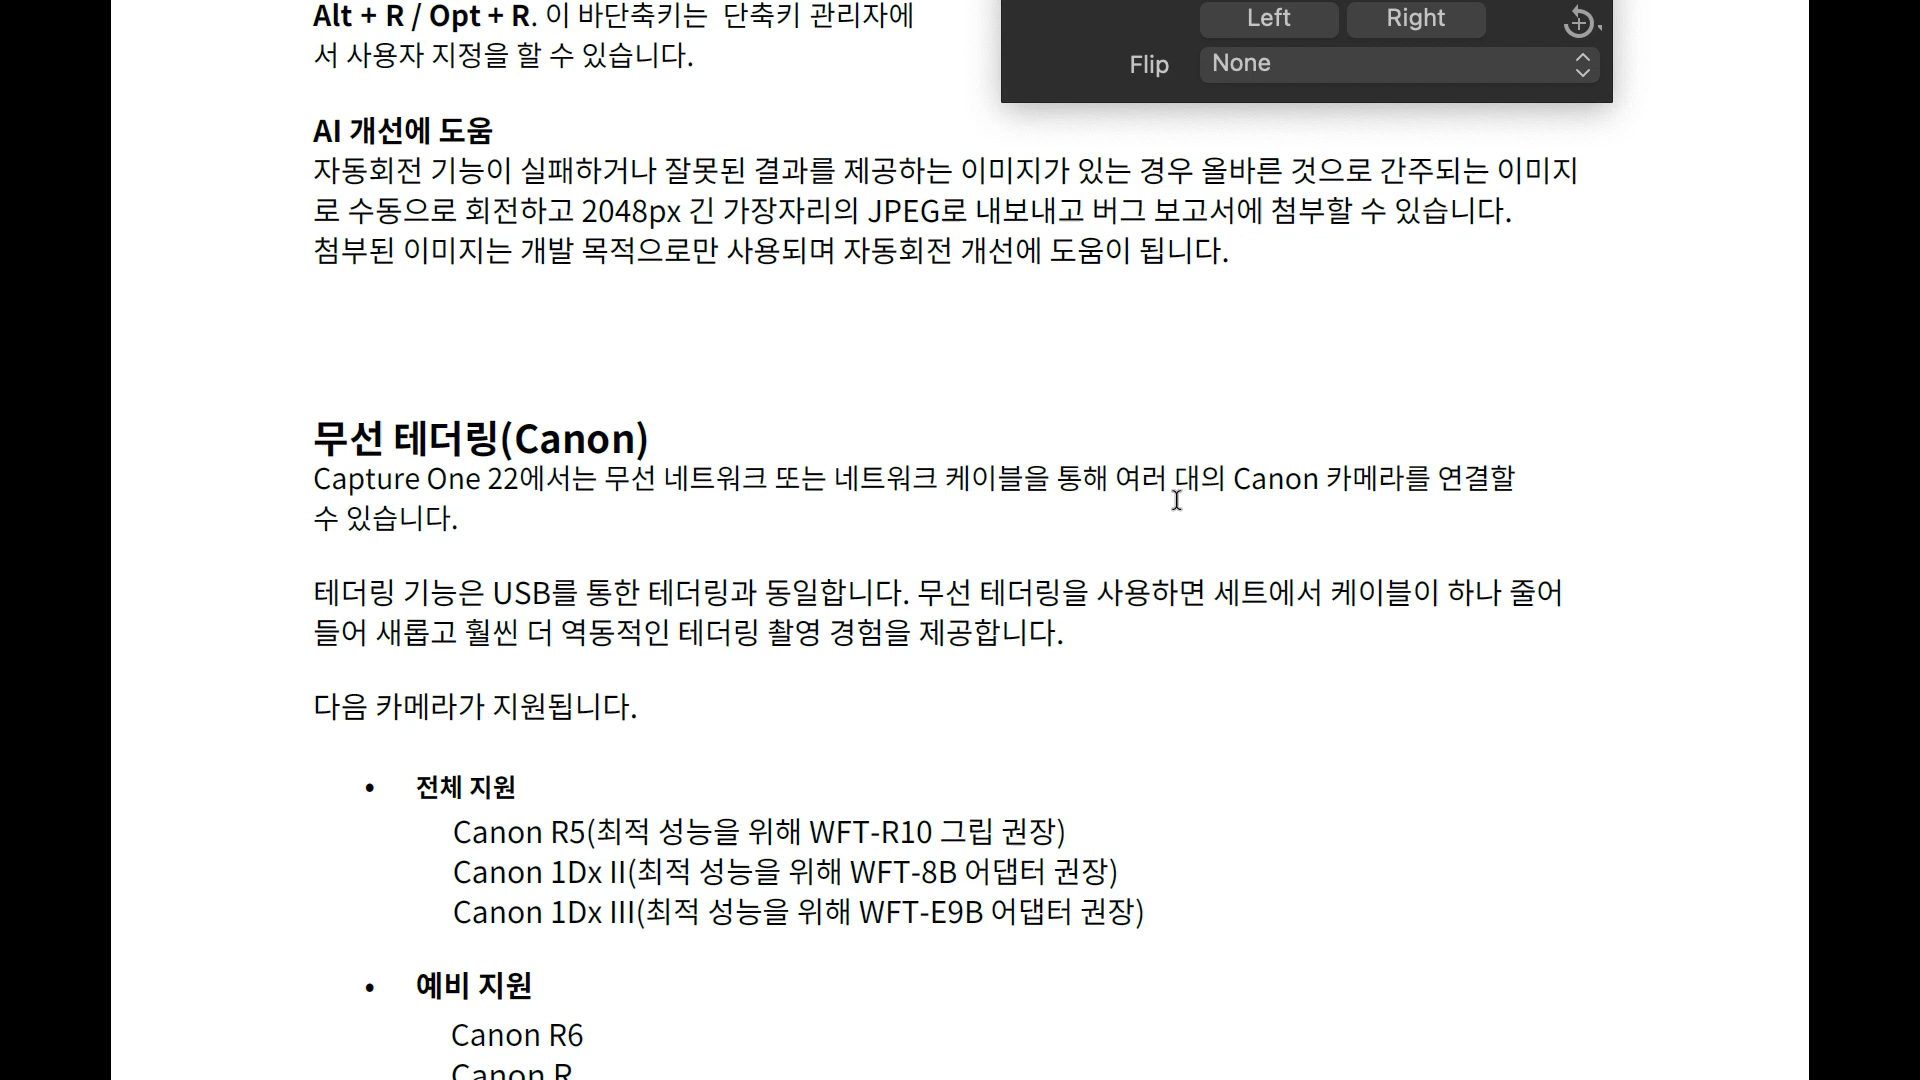 Alt + R / Opt + R. 이 바단축키는 단축키 관리자에
서 사용자 지정을 할 수 있습니다.
Left
Right
Flip
None
AI 개선에 도움
자동회전 기능이 실패하거나 잘못된 결과를 제공하는 이미지가 있는 경우 올바른 것으로 간주되는 이미지
로 수동으로 회전하고 2048px 긴 가장자리의 JPEG로 내보내고 버그 보고서에 첨부할 수 있습니다.
첨부된 이미지는 개발 목적으로만 사용되며 자동회전 개선에 도움이 됩니다.
무선 테더링(Canon)
Capture One 22에서는 무선 네트워크 또는 네트워크 케이블을 통해 여러 대의 Canon 카메라를 연결할
수 있습니다.
테더링 기능은 USB를 통한 테더링과 동일합니다. 무선 테더링을 사용하면 세트에서 케이블이 하나 줄어
들어 새롭고 훨씬 더 역동적인 테더링 촬영 경험을 제공합니다.
다음 카메라가 지원됩니다.
• 전체 지원
Canon R5(최적 성능을 위해 WFT-R10 그립 권장)
Canon 1Dx II(최적 성능을 위해 WFT-8B 어댑터 권장)
Canon 1Dx III(최적 성능을 위해 WFT-E9B 어댑터 권장)
• 예비 지원
Canon R6
Canon R